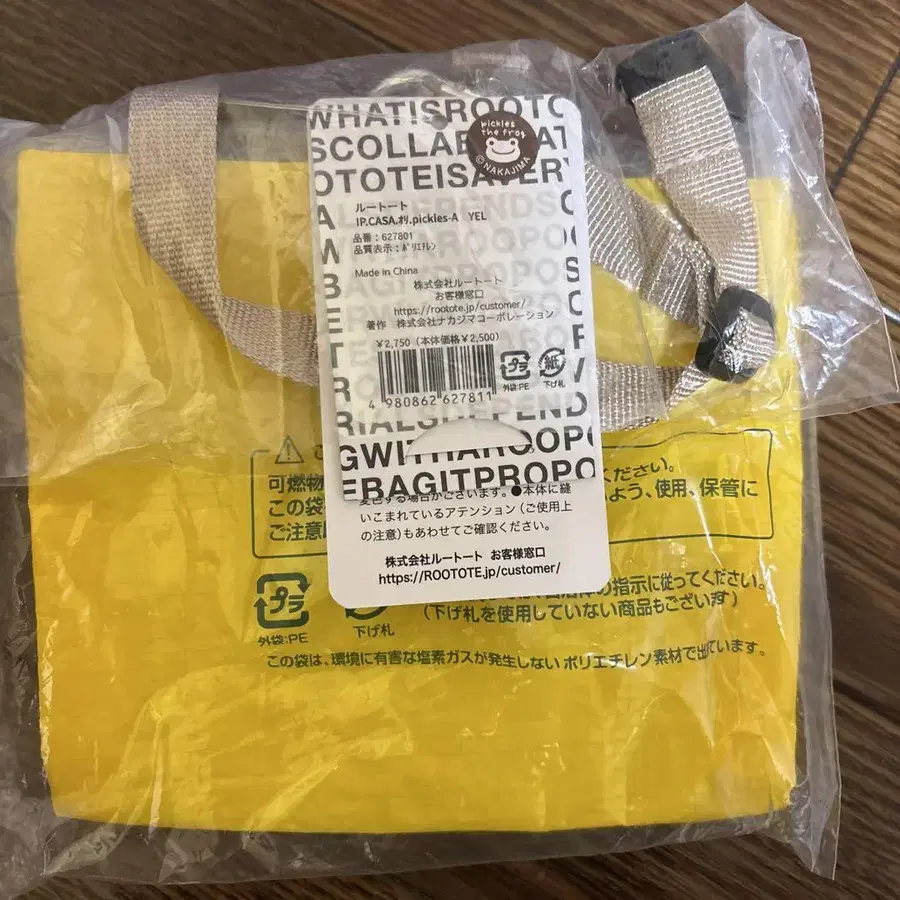 WHATISROOTO
SCOLLAB
AT
OTOTEISAVERY
pickles
the frog
©NAKAJIMA
ルートート
IP.CASA.ﾎﾘ.pickles-A YEL
品番：627801
品質表示：ﾎﾟﾘｴﾁﾚﾝ
Made in China
株式会社ルートート
お客様窓口
https://rootote.jp/customer/
著作 株式会社ナカジマコーポレーション
¥2,750（本体価格¥2,500）
プラ
外袋:PE
紙
下げ札
4 980862 627811
RIALSDEPENDS
GWITHAROOPO
EBAGITPROPO
変色する場合がございます。●本体に縫
いこまれているアテンション（ご使用上
の注意）もあわせてご確認ください。
株式会社ルートート お客様窓口
https://ROOTOTE.jp/customer/
ください。
可燃物
よう、使用、保管に
この袋
ご注意
プラ
外袋:PE
下げ札
の指示に従ってください。
（下げ札を使用していない商品もございます）
この袋は、環境に有害な塩素ガスが発生しない ポリエチレン素材で出来ています。